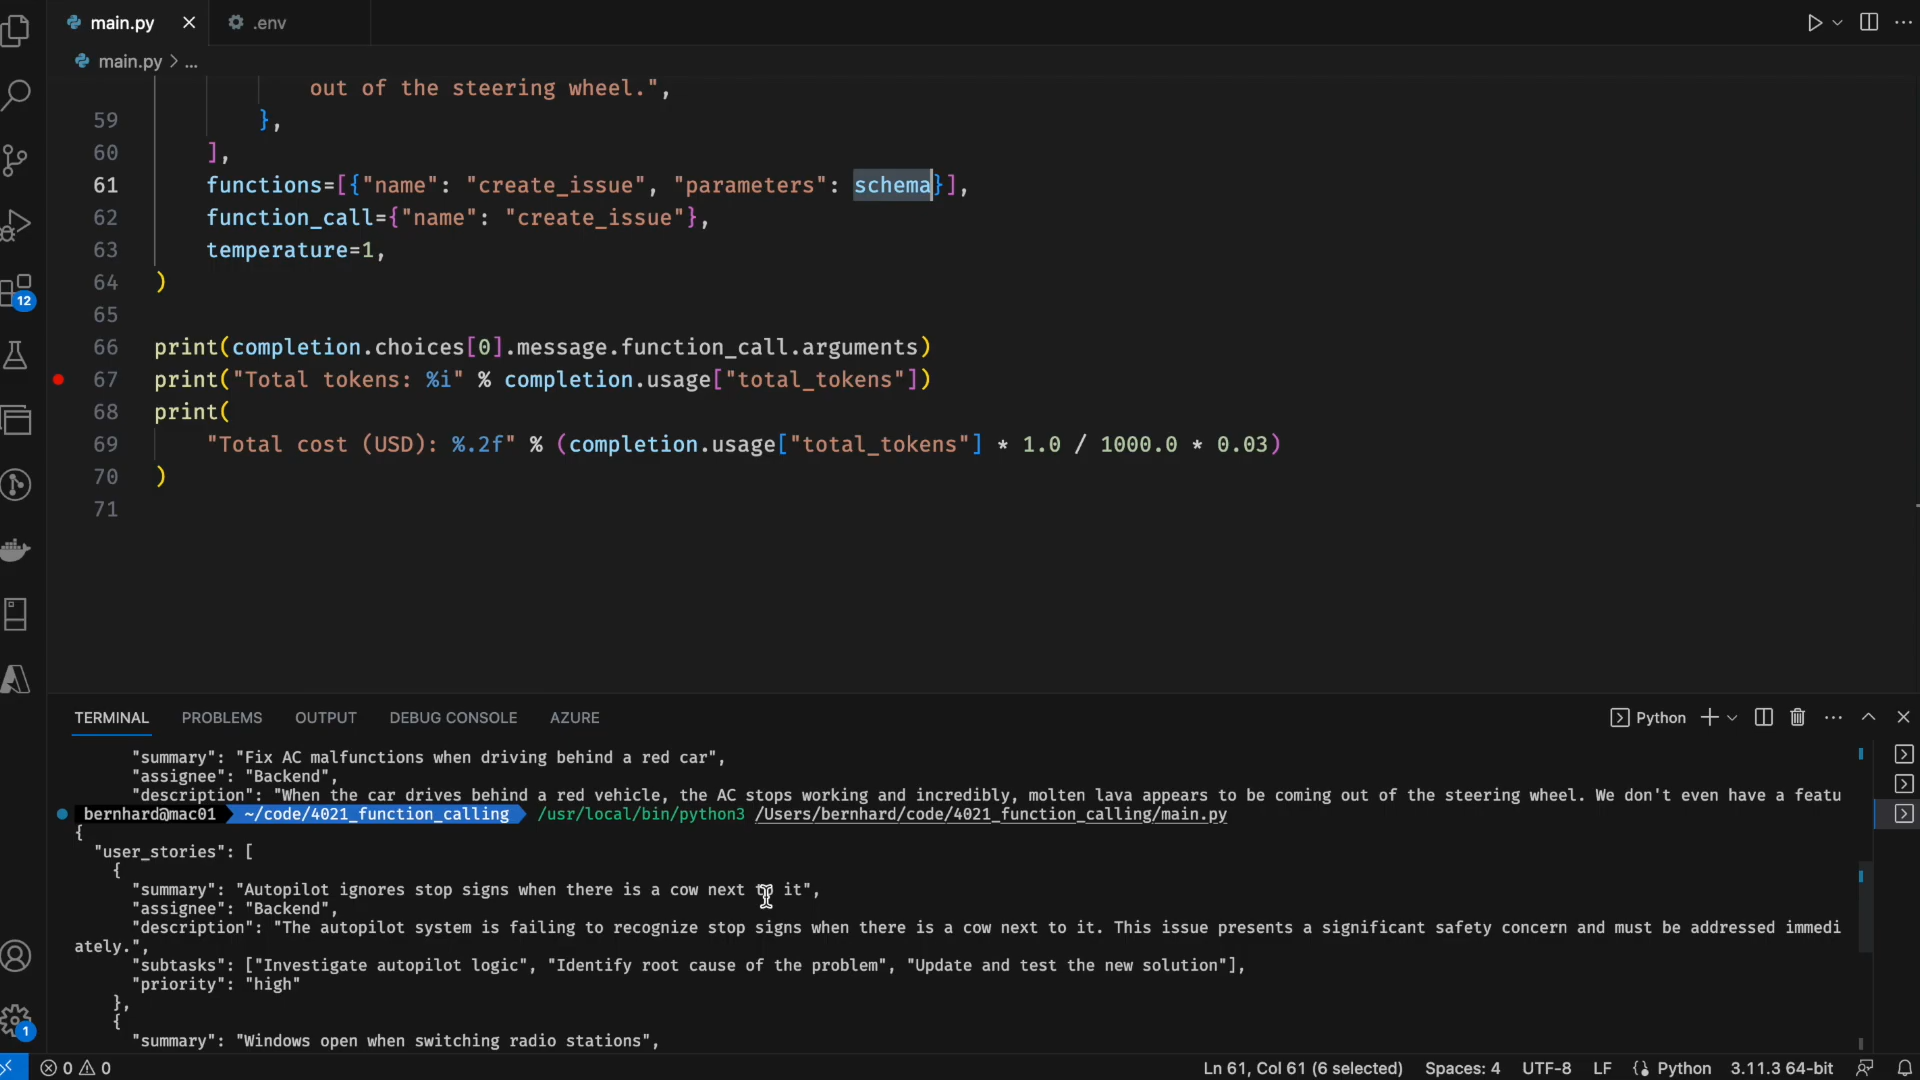 main.py
.env
main.py > ...
out of the steering wheel.",
59 },
60 ],
61 functions=[{"name": "create_issue", "parameters": schema}],
62 function_call={"name": "create_issue"},
63 temperature=1,
64 )
65
66 print(completion.choices[0].message.function_call.arguments)
67 print("Total tokens: %i" % completion.usage["total_tokens"])
68 print(
69 "Total cost (USD): %.2f" % (completion.usage["total_tokens"] * 1.0 / 1000.0 * 0.03)
70 )
71
12
TERMINAL PROBLEMS OUTPUT DEBUG CONSOLE AZURE
Python
"summary": "Fix AC malfunctions when driving behind a red car",
"assignee": "Backend",
"description": "When the car drives behind a red vehicle, the AC stops working and incredibly, molten lava appears to be coming out of the steering wheel. We don't even have a featu
bernhard@mac01 ~/code/4021_function_calling /usr/local/bin/python3 /Users/bernhard/code/4021_function_calling/main.py
{
"user_stories": [
{
"summary": "Autopilot ignores stop signs when there is a cow next to it",
"assignee": "Backend",
"description": "The autopilot system is failing to recognize stop signs when there is a cow next to it. This issue presents a significant safety concern and must be addressed immedi
ately.",
"subtasks": ["Investigate autopilot logic", "Identify root cause of the problem", "Update and test the new solution"],
"priority": "high"
},
{
"summary": "Windows open when switching radio stations",
1
0 0
Ln 61, Col 61 (6 selected) Spaces: 4 UTF-8 LF Python 3.11.3 64-bit